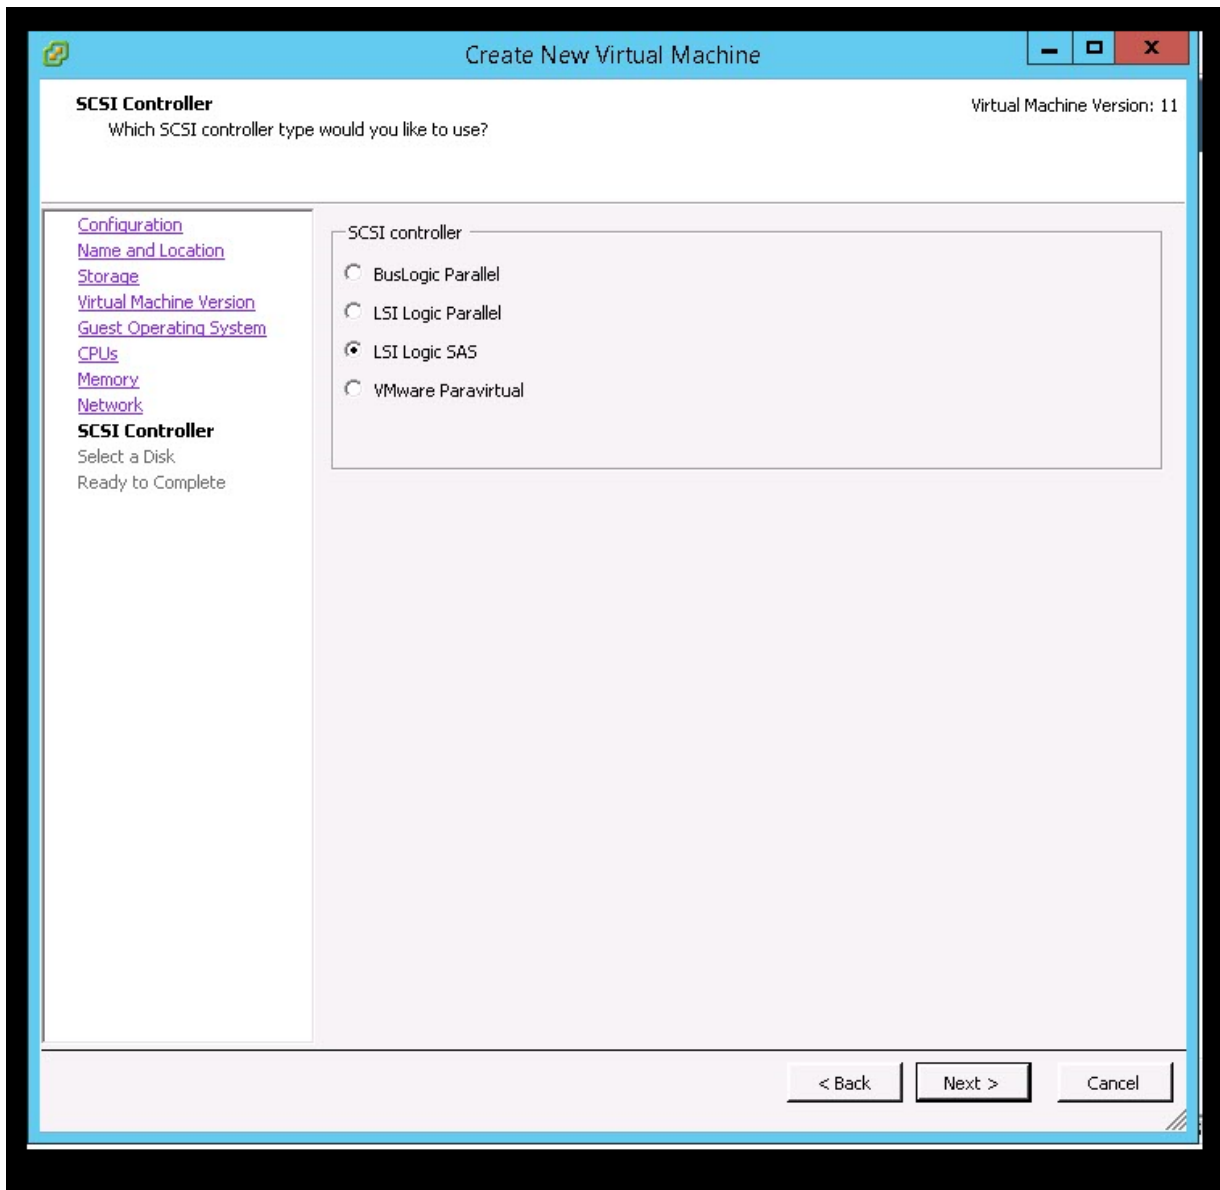 Create New Virtual Machine
SCSI Controller
Virtual Machine Version: 11
Which SCSI controller type would you like to use?
Configuration
Name and Location
Storage
Virtual Machine Version
Guest Operating System
CPUs
Memory
Network
SCSI Controller
Select a Disk
Ready to Complete
SCSI controller
BusLogic Parallel
LSI Logic Parallel
LSI Logic SAS
VMware Paravirtual
< Back
Next >
Cancel